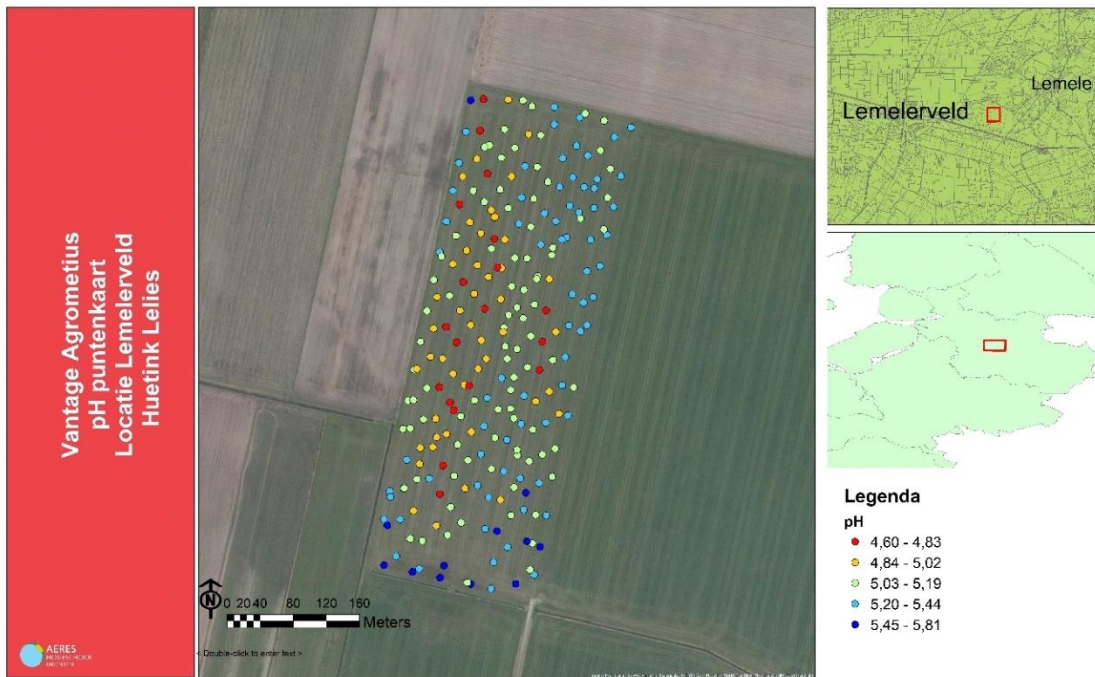 Vantage Agrometius
pH puntenkaart
Locatie Lemelerveld
Huetink Lelies
AERES
HOGESCHOOL
DRONTEN
N
0 20 40 80 120 160
Meters
< Double-click to enter text >
Lemele
Lemelerveld
Legenda
pH
4,60 - 4,83
4,84 - 5,02
5,03 - 5,19
5,20 - 5,44
5,45 - 5,81